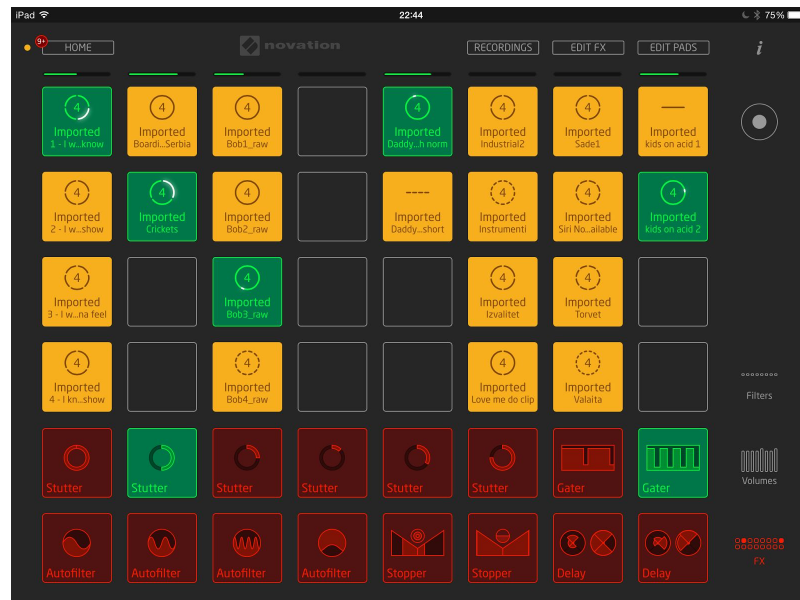 iPad 22:44 75%
9+ HOME novation RECORDINGS EDIT FX EDIT PADS i
4 4 4 4 4 4
Imported Imported Imported Imported Imported Imported Imported
1 - I w...know Boardi...Serbia Bob1_raw Daddy...h norm Industrial2 Sade1 kids on acid 1
4 4 4 4 4 4
Imported Imported Imported Imported Imported Imported Imported
2 - I w...show Crickets Bob2_raw Daddy...short Instrumenti Siri No...ailable kids on acid 2
4 4 4 4
Imported Imported Imported Imported
3 - I w...na feel Bob3_raw Izvalitet Torvet
4 4 4 4
Imported Imported Imported Imported
4 - I kn...show Bob4_raw Love me do clip Valaita
Filters
Stutter Stutter Stutter Stutter Stutter Stutter Gater Gater
Volumes
Autofilter Autofilter Autofilter Autofilter Stopper Stopper Delay Delay
FX